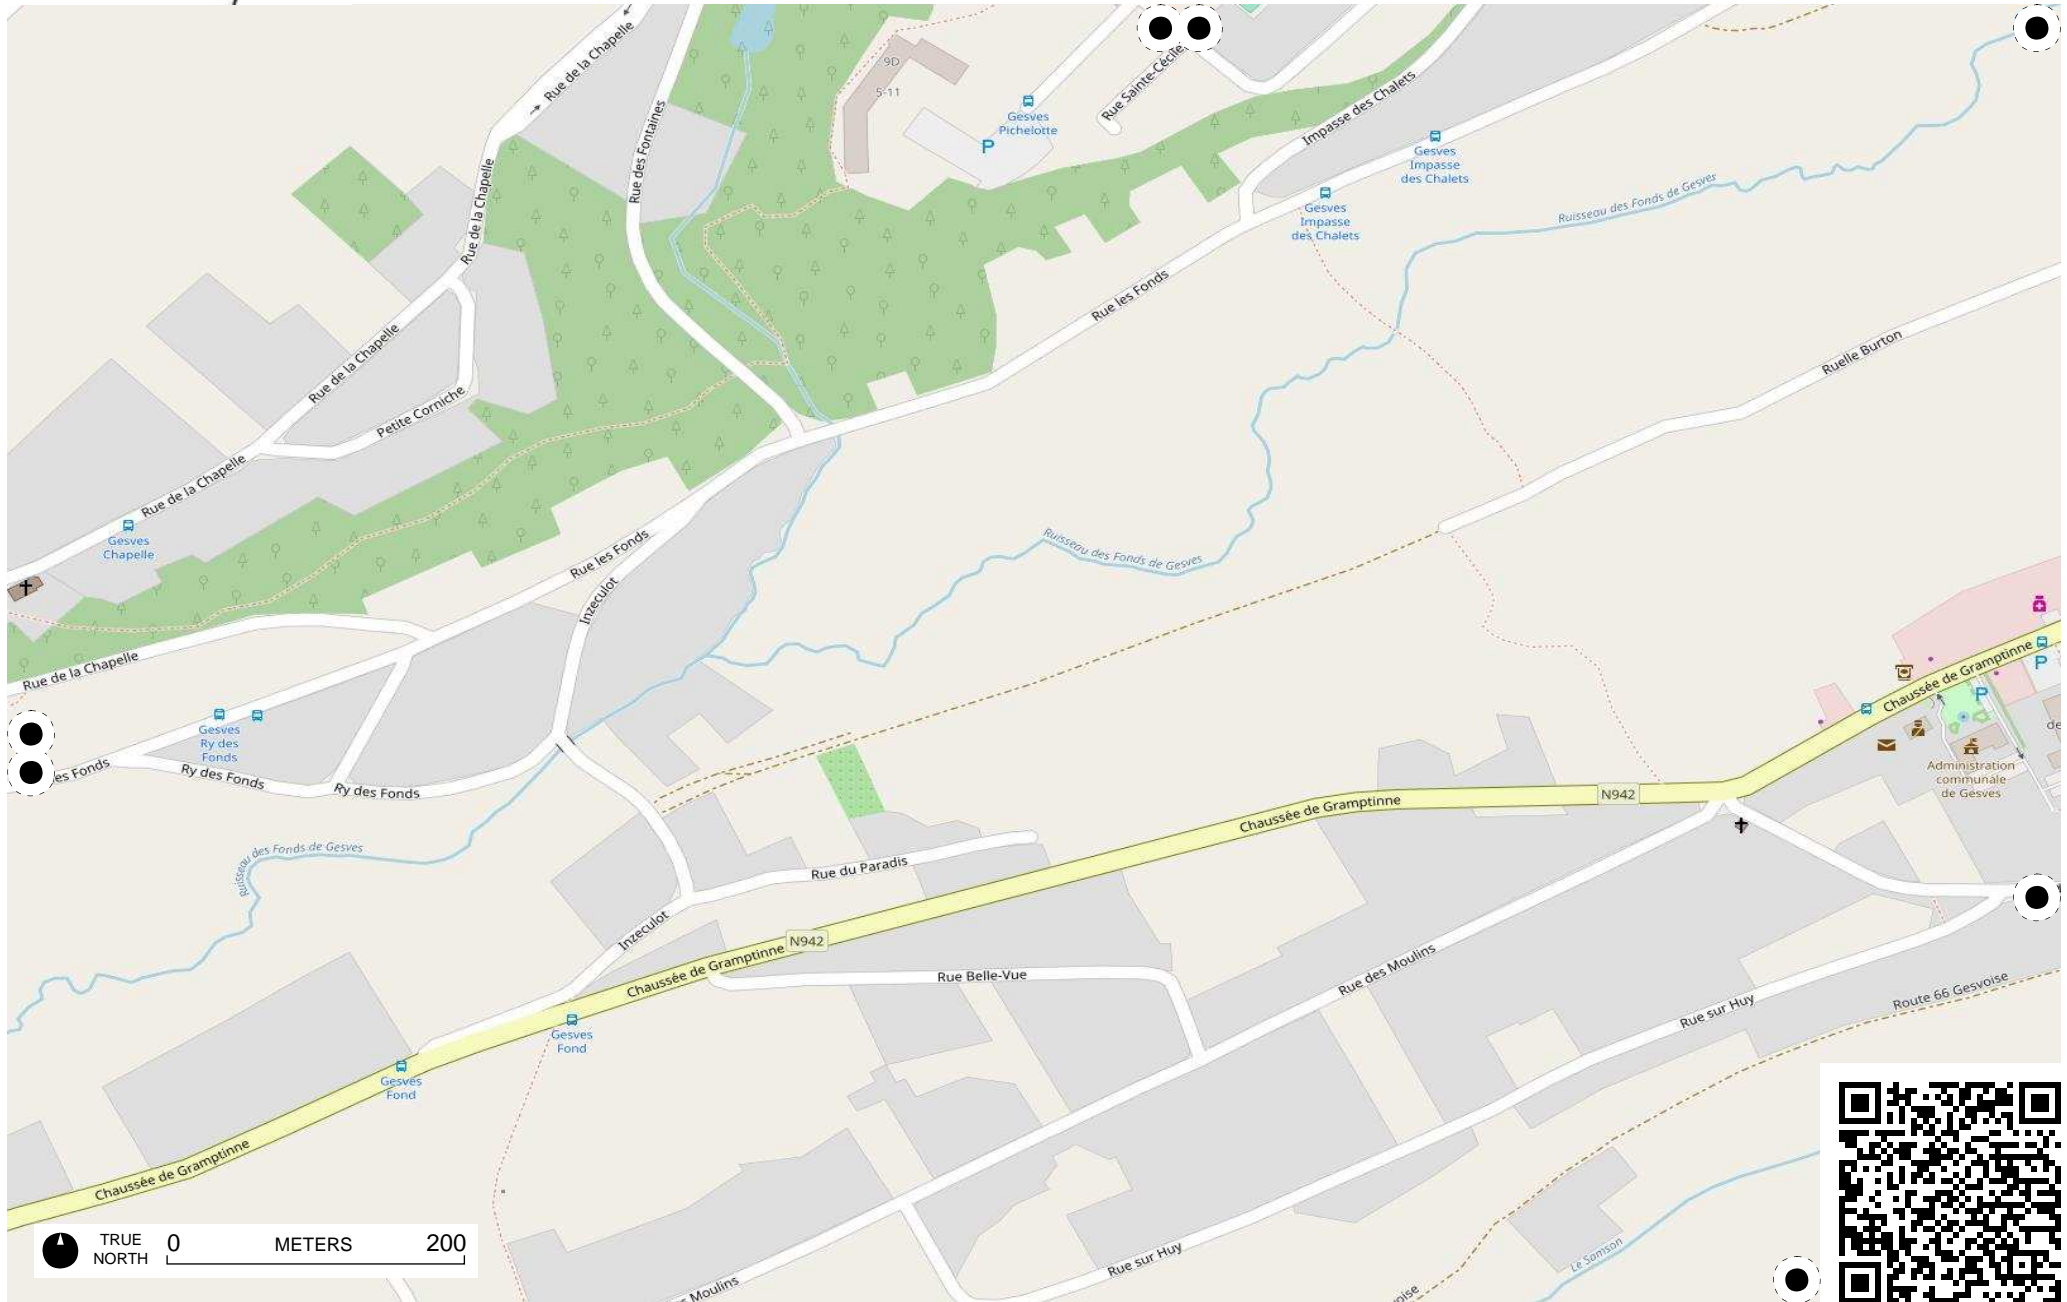 Rue de la Chapelle
Rue de la Chapelle
Rue des Fontaines
9D
5-11
Gesves
Pichelotte
P
Rue Sainte-Cécile
Impasse des Chalets
Gesves
Impasse
des Chalets
Gesves
Impasse
des Chalets
Ruisseau des Fonds de Gesves
Rue les Fonds
Ruelle Burton
Rue de la Chapelle
Petite Corniche
Rue de la Chapelle
Gesves
Chapelle
Rue les Fonds
Inzeculot
Ruisseau des Fonds de Gesves
Rue de la Chapelle
Gesves
Ry des
Fonds
es Fonds
Ry des Fonds
Ry des Fonds
Chaussée de Gramptinne
P
P
Administration
communale
de Gesves
de
N942
Chaussée de Gramptinne
Ruisseau des Fonds de Gesves
Rue du Paradis
Inzeculot
N942
Chaussée de Gramptinne
Rue Belle-Vue
Rue des Moulins
Rue sur Huy
Route 66 Gesvoise
Gesves
Fond
Gesves
Fond
Chaussée de Gramptinne
TRUE
NORTH
0 METERS 200
Moulins
Rue sur Huy
oise
Le Samson